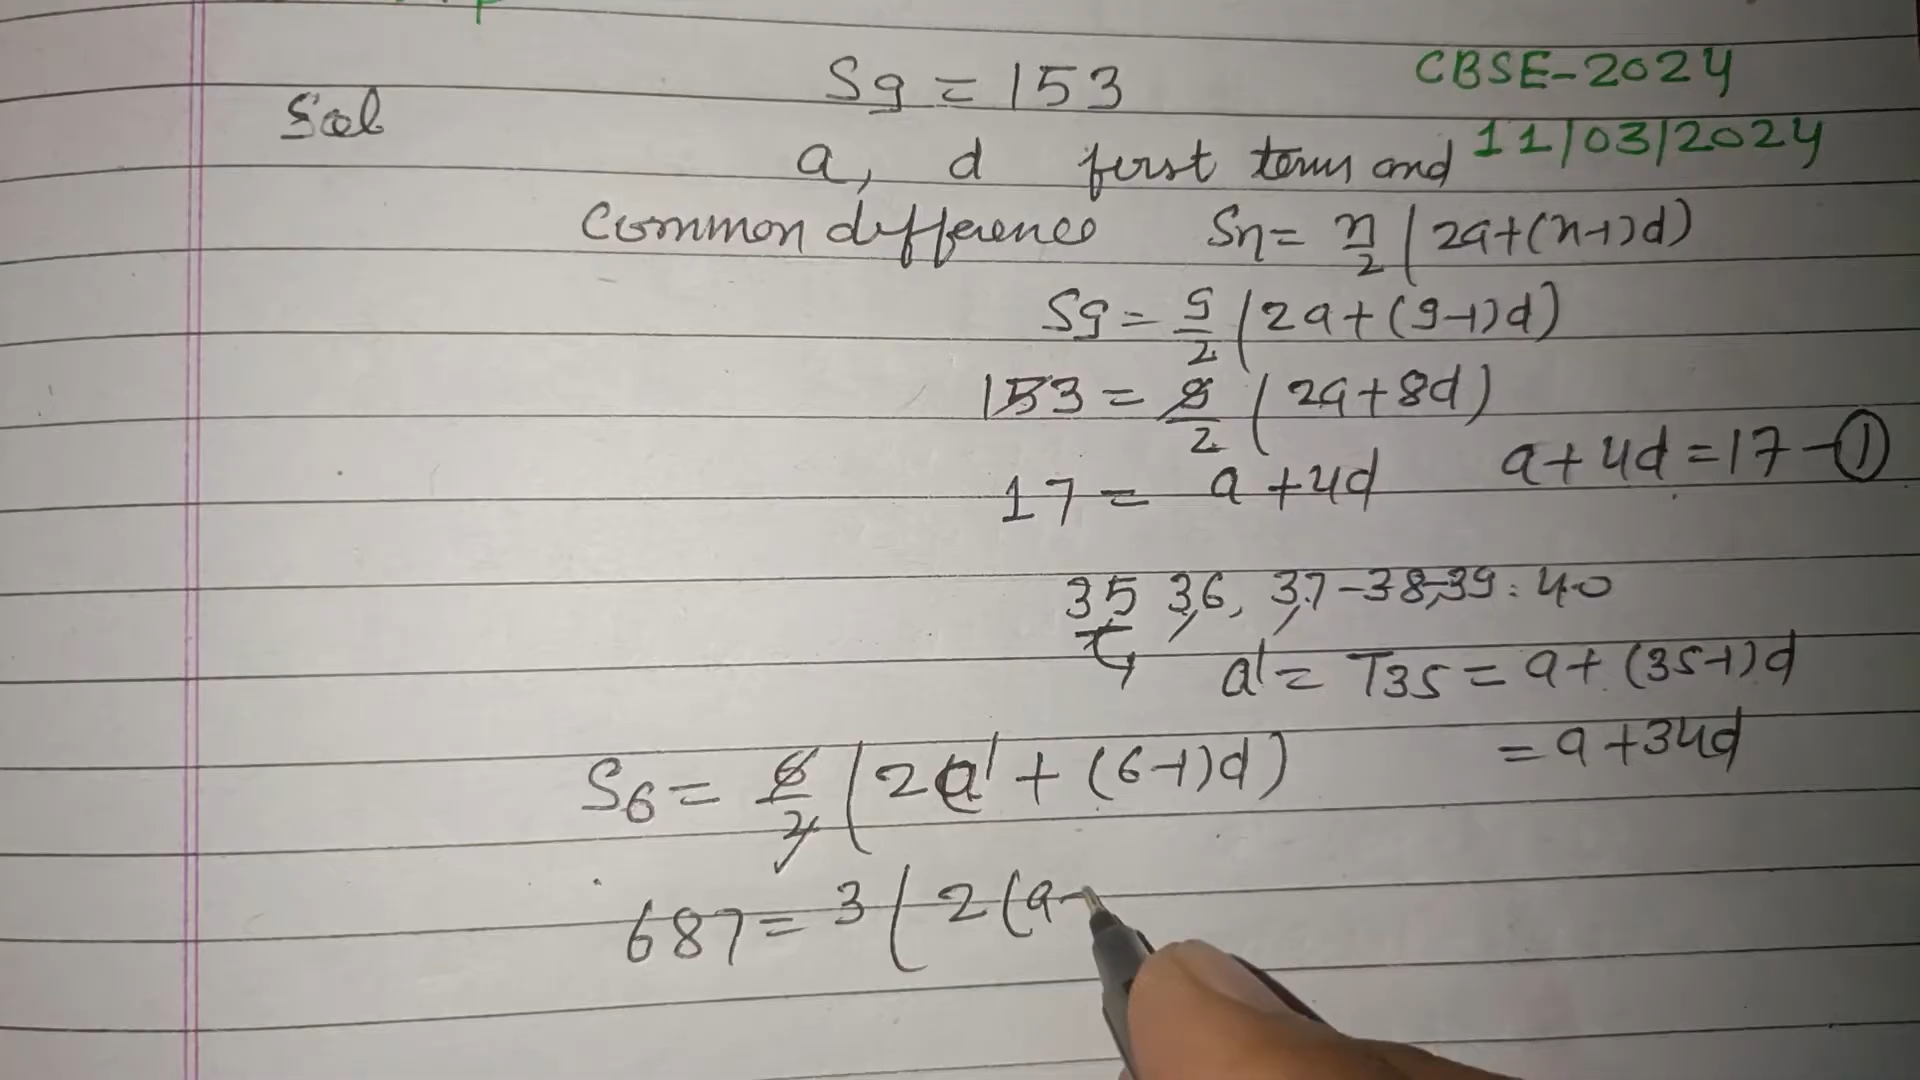 S9 = 153
CBSE-2024
Sol
a, d first term and
11/03/2024
Common difference Sn = n/2 (2a+(n-1)d)
S9 = 9/2 (2a+(9-1)d)
153 = 9/2 (2a+8d)
17 = a+4d a+4d=17-①
35, 36, 37-38,39: 40
a' = T35 = a+(35-1)d
= a+34d
S6 = 6/2 (2a'+(6-1)d)
687 = 3 (2(a-